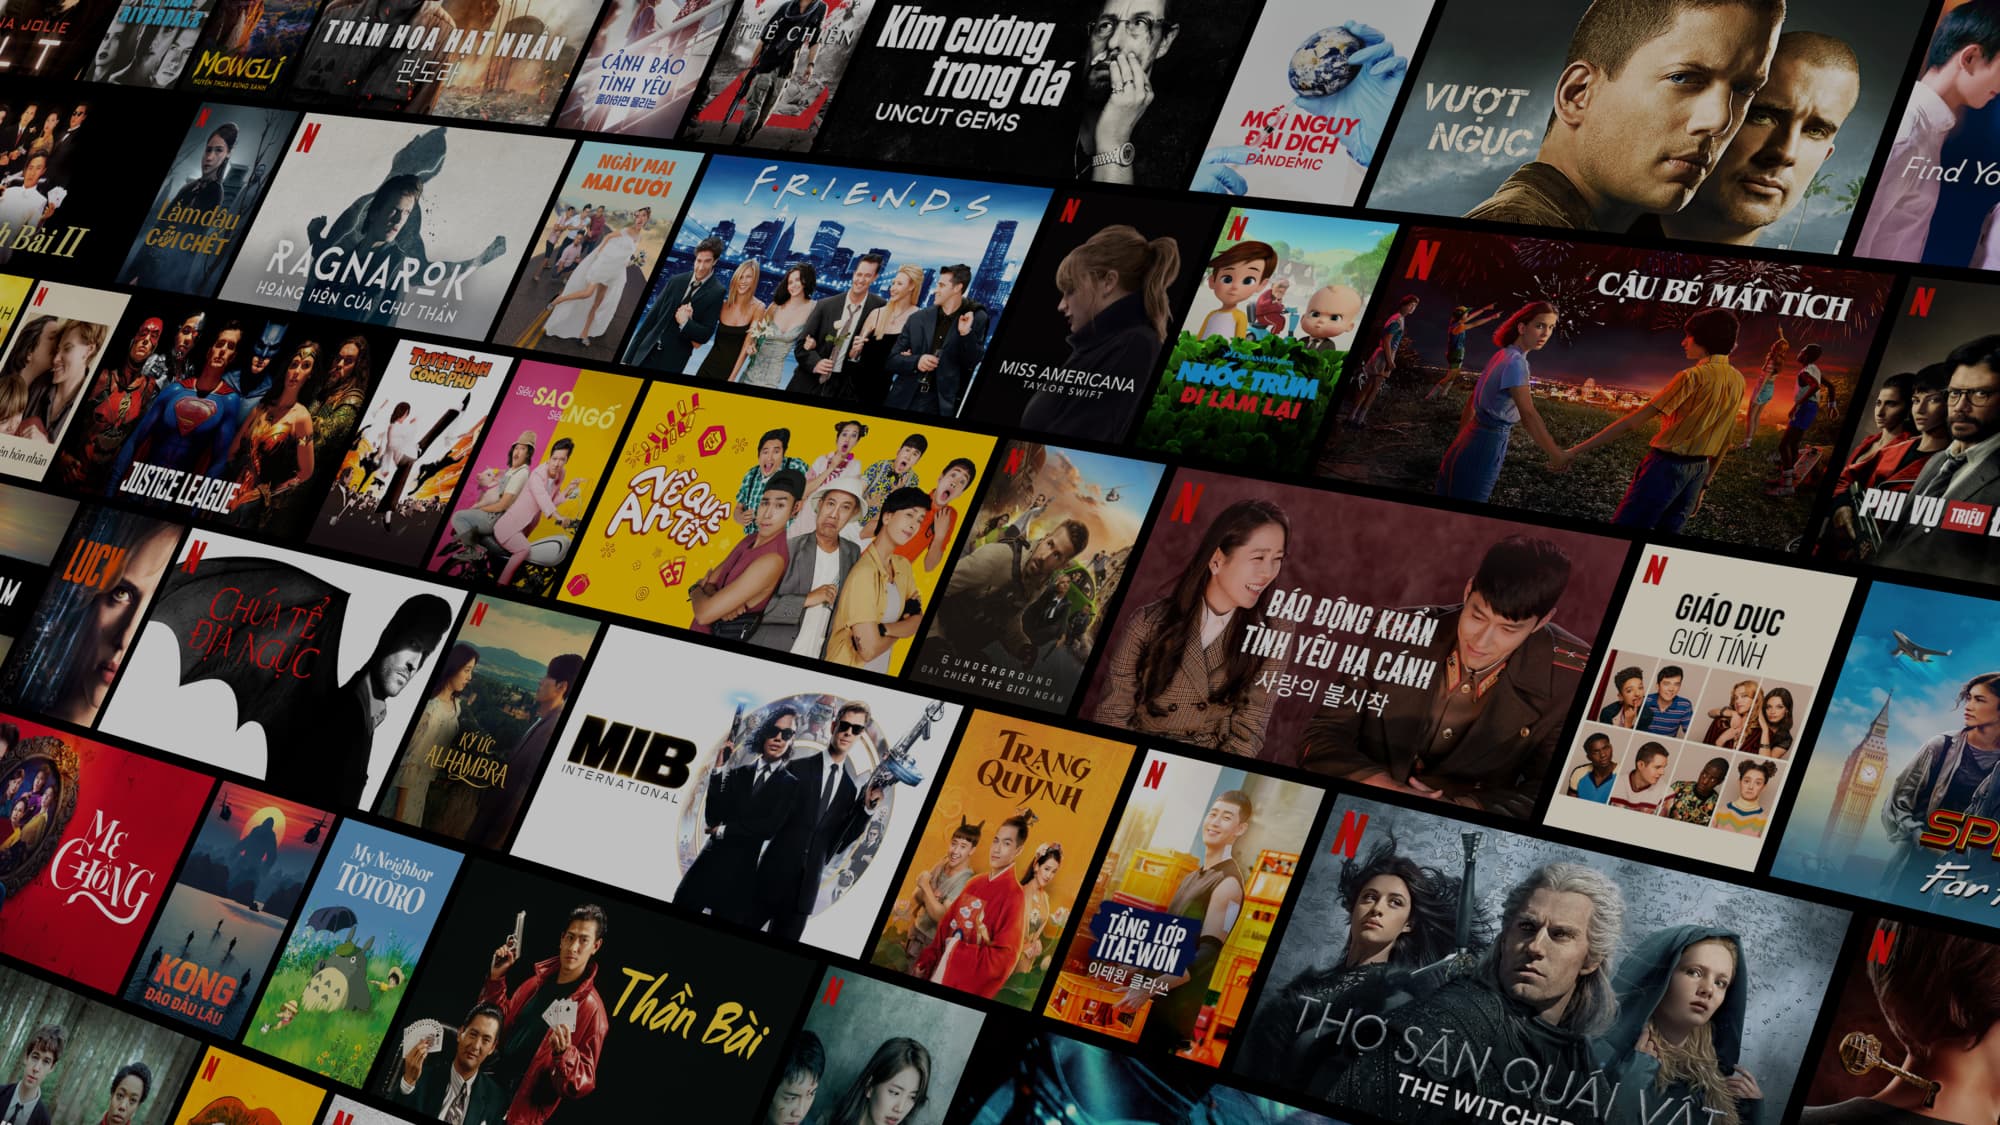 JOLIE
LT
RIVERDALE
MOWGLI
HUYỀN THOẠI RỪNG XANH
THẢM HỌA HẠT NHÂN
판도라
CẢNH BÁO
TÌNH YÊU
좋아하면 울리는
THẾ CHIẾN
Z
Kim cương
trong đá
UNCUT GEMS
MỐI NGUY
ĐẠI DỊCH
PANDEMIC
VƯỢT
NGỤC
Find Yo
h Bài II
N
Lầm dấu
CÕI CHẾT
N
RAGNAROK
HOÀNG HÔN CỦA CHƯ THẦN
NGÀY MAI
MAI CƯỚI
F·R·I·E·N·D·S
N
MISS AMERICANA
TAYLOR SWIFT
N
DREAMWORKS
NHÓC TRÙM
ĐI LÀM LẠI
N
CẬU BÉ MẤT TÍCH
N
PHI VỤ TRIỆU Đ
N
ện hôn nhân
JUSTICE LEAGUE
TUYỆT ĐỈNH
CÔNG PHU
Siêu SAO
Siêu NGỐ
TẾT
VỀ QUÊ
ĂN TẾT
N
6 UNDERGROUND
ĐẠI CHIẾN THẾ GIỚI NGẦM
N
BÁO ĐỘNG KHẨN
TÌNH YÊU HẠ CÁNH
사랑의 불시착
N
GIÁO DỤC
GIỚI TÍNH
SP
Far F
AM
LUCY
N
CHÚA TỂ
ĐỊA NGỤC
N
KÝ ỨC
ALHAMBRA
MIB
INTERNATIONAL
TRẠNG
QUỲNH
N
TẦNG LỚP
ITAEWON
이태원 클라쓰
N
THỢ SĂN QUÁI VẬT
THE WITCHER
N
MẸ
CHỒNG
KONG
ĐẢO ĐẦU LÂU
My Neighbor
TOTORO
Thần Bài
N
N
N